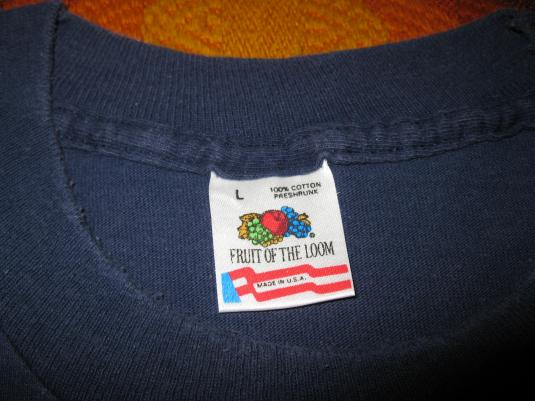 L
100% COTTON
PRESHRUNK
®
FRUIT OF THE LOOM
MADE IN U.S.A.